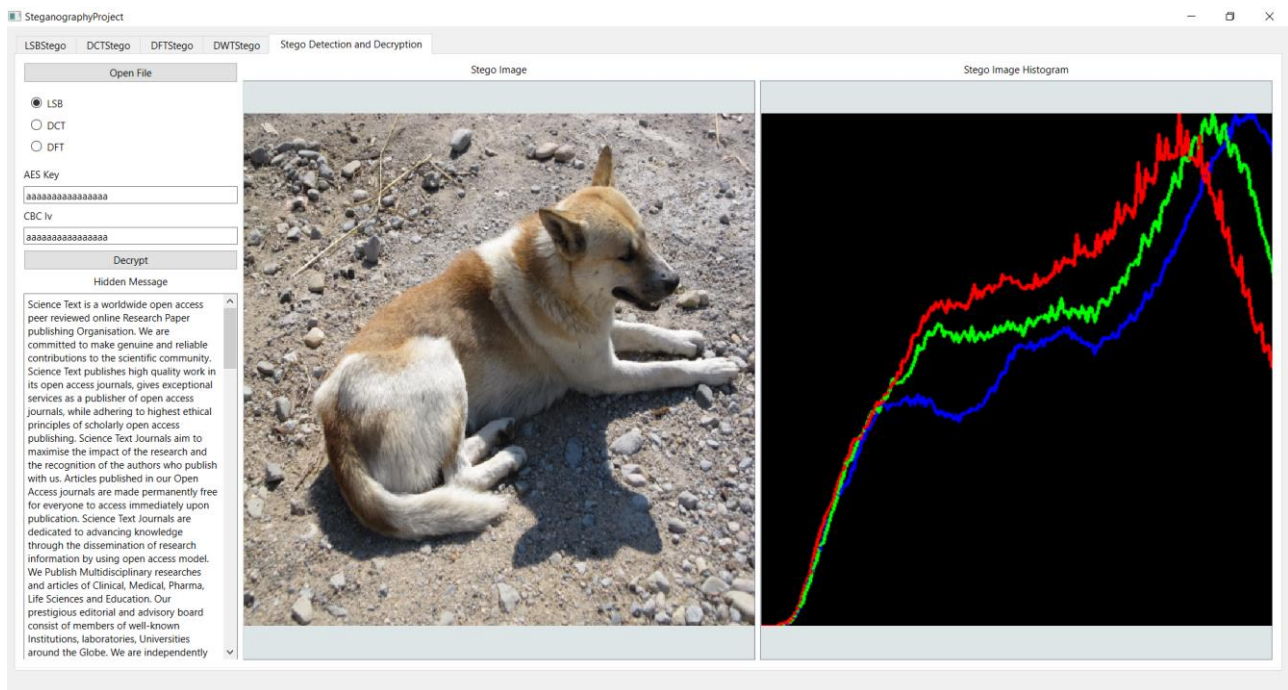 SteganographyProject
LSBStego DCTStego DFTStego DWTStego Stego Detection and Decryption
Open File
LSB
DCT
DFT
AES Key
aaaaaaaaaaaaaaaa
CBC Iv
aaaaaaaaaaaaaaaa
Decrypt
Hidden Message
Science Text is a worldwide open access
peer reviewed online Research Paper
publishing Organisation. We are
committed to make genuine and reliable
contributions to the scientific community.
Science Text publishes high quality work in
its open access journals, gives exceptional
services as a publisher of open access
journals, while adhering to highest ethical
principles of scholarly open access
publishing. Science Text Journals aim to
maximise the impact of the research and
the recognition of the authors who publish
with us. Articles published in our Open
Access journals are made permanently free
for everyone to access immediately upon
publication. Science Text Journals are
dedicated to advancing knowledge
through the dissemination of research
information by using open access model.
We Publish Multidisciplinary researches
and articles of Clinical, Medical, Pharma,
Life Sciences and Education. Our
prestigious editorial and advisory board
consist of members of well-known
Institutions, laboratories, Universities
around the Globe. We are independently
Stego Image
Stego Image Histogram